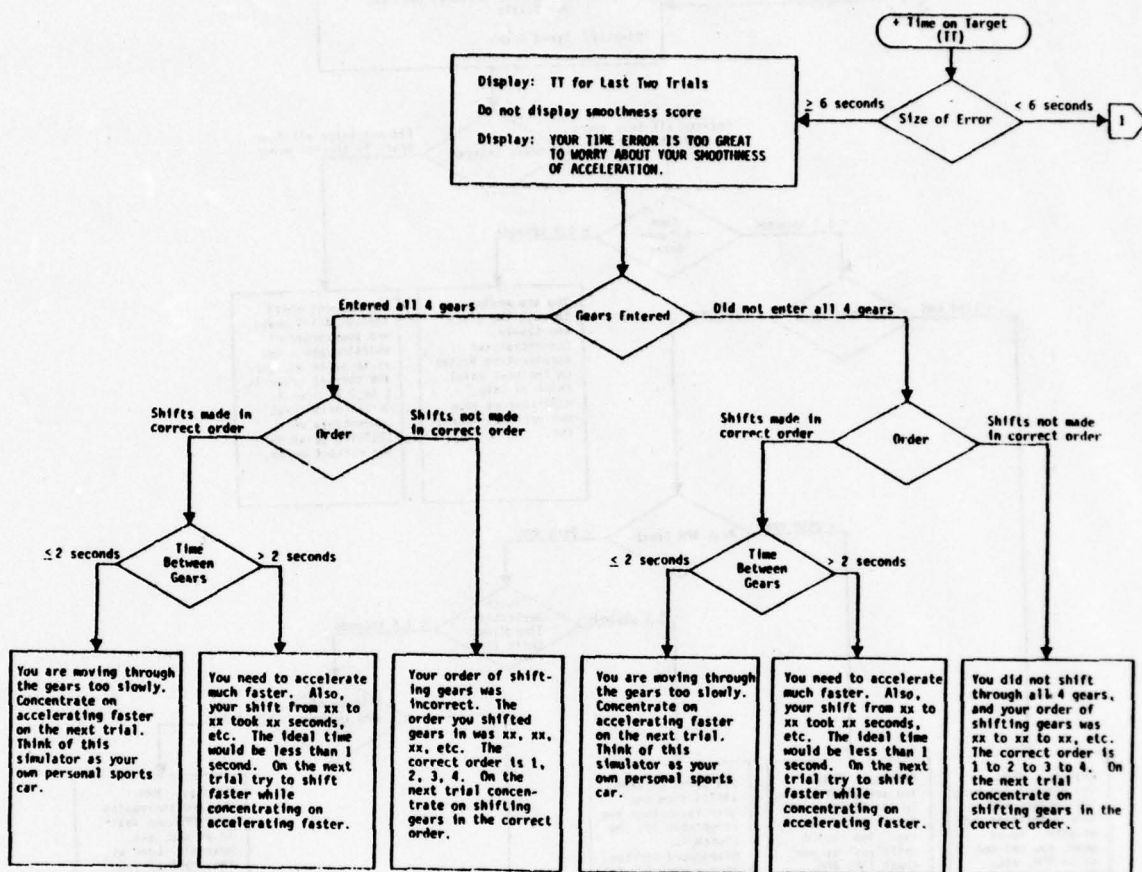 + Time on Target
(TT)
Size of Error
≥ 6 seconds
< 6 seconds
1
Display: TT for Last Two Trials
Do not display smoothness score
Display: YOUR TIME ERROR IS TOO GREAT
TO WORRY ABOUT YOUR SMOOTHNESS
OF ACCELERATION.
Gears Entered
Entered all 4 gears
Did not enter all 4 gears
Order
Shifts made in
correct order
Shifts not made
in correct order
Order
Shifts made in
correct order
Shifts not made
in correct order
Time
Between
Gears
≤ 2 seconds
> 2 seconds
Time
Between
Gears
≤ 2 seconds
> 2 seconds
You are moving through
the gears too slowly.
Concentrate on
accelerating faster
on the next trial.
Think of this
simulator as your
own personal sports
car.
You need to accelerate
much faster. Also,
your shift from xx to
xx took xx seconds,
etc. The ideal time
would be less than 1
second. On the next
trial try to shift
faster while
concentrating on
accelerating faster.
Your order of shift-
ing gears was
incorrect. The
order you shifted
gears in was xx, xx,
xx, etc. The
correct order is 1,
2, 3, 4. On the
next trial concen-
trate on shifting
gears in the correct
order.
You are moving through
the gears too slowly.
Concentrate on
accelerating faster
on the next trial.
Think of this
simulator as your
own personal sports
car.
You need to accelerate
much faster. Also,
your shift from xx to
xx took xx seconds,
etc. The ideal time
would be less than 1
second. On the next
trial try to shift
faster while
concentrating on
accelerating faster.
You did not shift
through all 4 gears,
and your order of
shifting gears was
xx to xx to xx, etc.
The correct order is
1 to 2 to 3 to 4. On
the next trial
concentrate on
shifting gears in the
correct order.